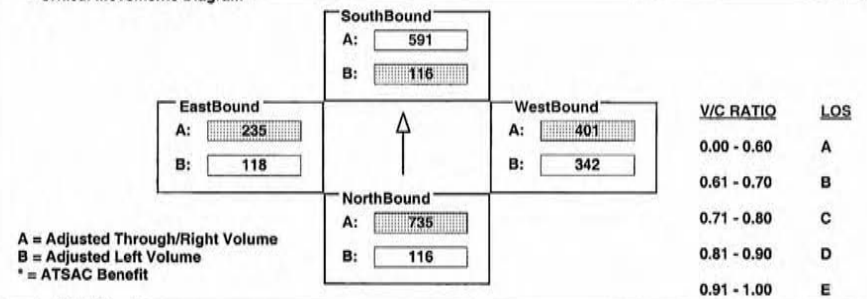 SouthBound
A: 591
B: 116
EastBound
A: 235
B: 118
WestBound
A: 401
B: 342
NorthBound
A: 735
B: 116
A = Adjusted Through/Right Volume
B = Adjusted Left Volume
* = ATSAC Benefit
V/C RATIO LOS
0.00 - 0.60 A
0.61 - 0.70 B
0.71 - 0.80 C
0.81 - 0.90 D
0.91 - 1.00 E